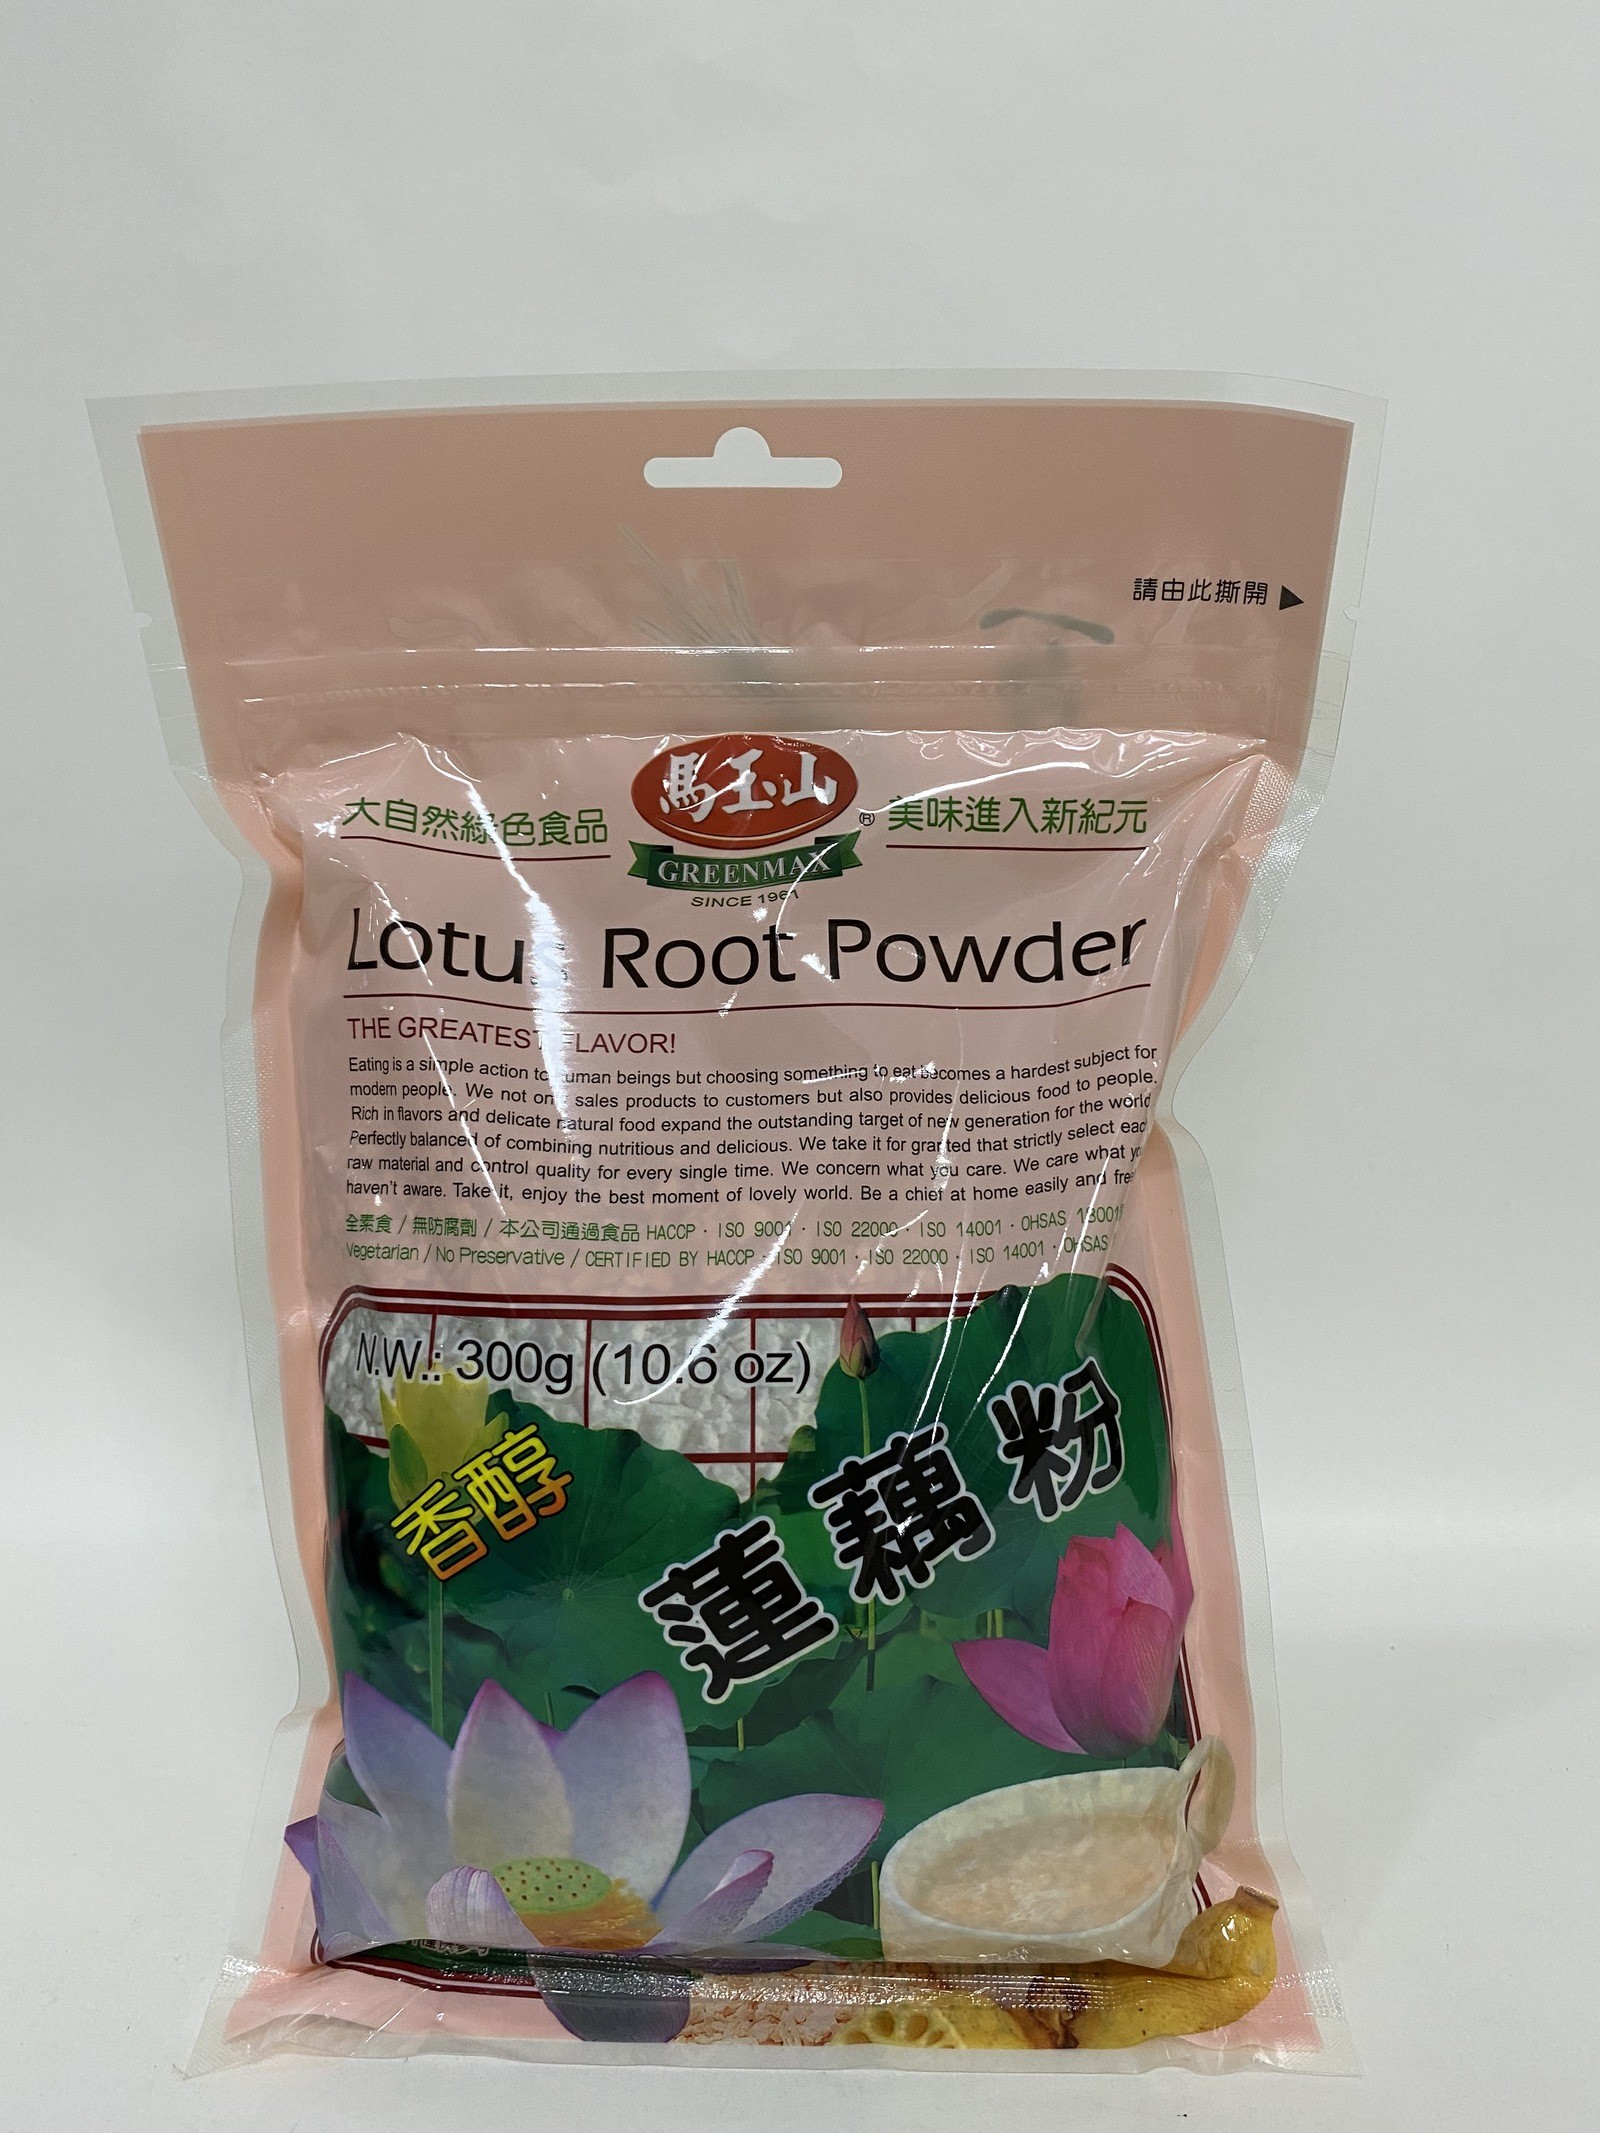 請由此撕開
馬玉山
大自然綠色食品
® 美味進入新紀元
GREENMAX
SINCE 1961
Lotus Root Powder
THE GREATEST FLAVOR!
Eating is a simple action to human beings but choosing something to eat becomes a hardest subject for
modern people. We not only sales products to customers but also provides delicious food to people.
Rich in flavors and delicate natural food expand the outstanding target of new generation for the world
Perfectly balanced of combining nutritious and delicious. We take it for granted that strictly select each
raw material and control quality for every single time. We concern what you care. We care what you
haven't aware. Take it, enjoy the best moment of lovely world. Be a chief at home easily and
全素食 / 無防腐劑 / 本公司通過食品 HACCP · ISO 9001 · ISO 22000 · ISO 14001 · OHSAS 18001
Vegetarian / No Preservative / CERTIFIED BY HACCP · ISO 9001 · ISO 22000 · ISO 14001 · OHSAS
N.W.: 300g (10.6 oz)
香醇
蓮藕粉